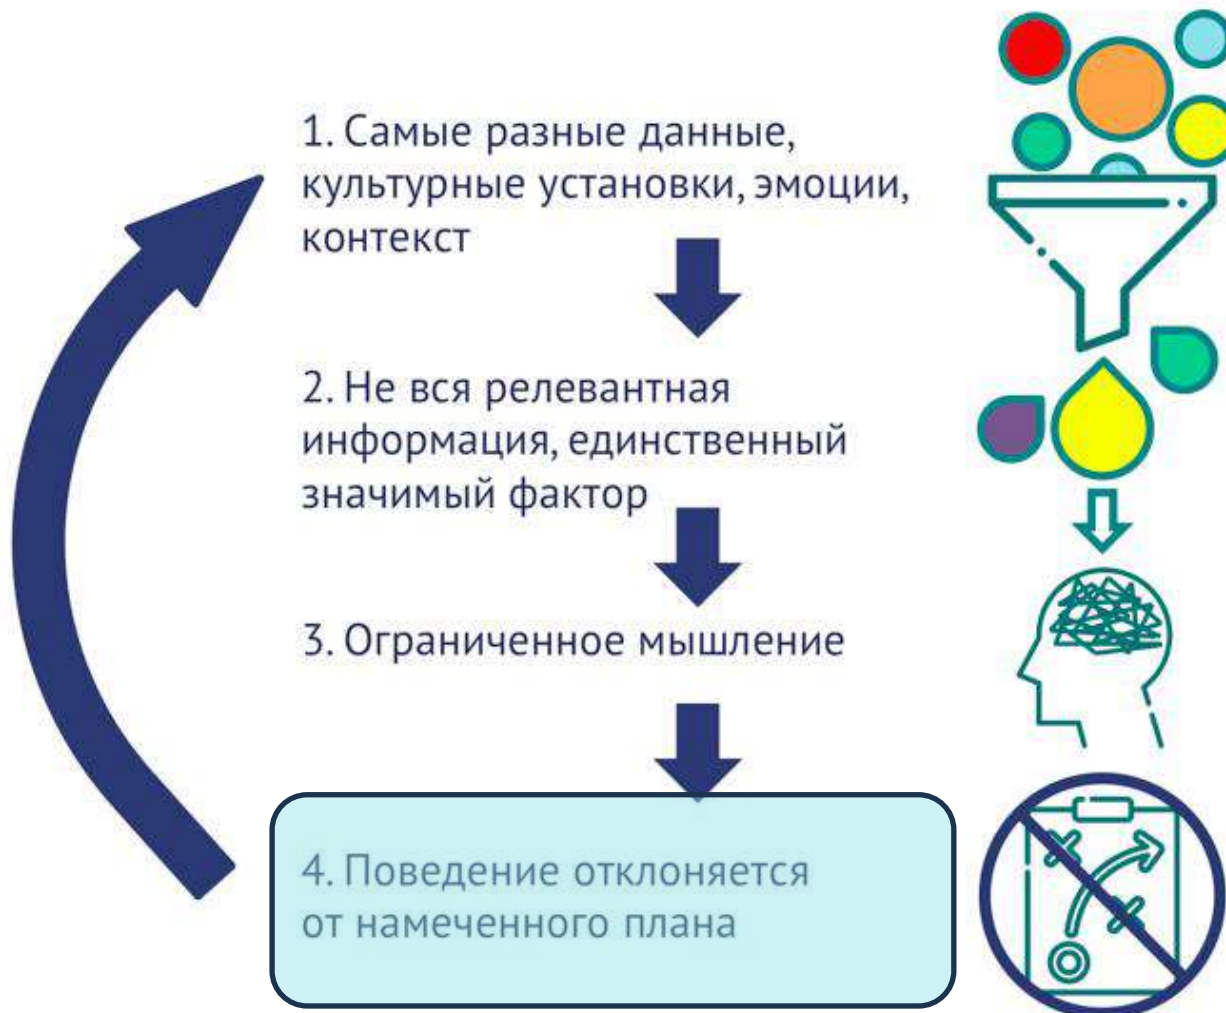 1. Самые разные данные,
культурные установки, эмоции,
контекст
2. Не вся релевантная
информация, единственный
значимый фактор
3. Ограниченное мышление
4. Поведение отклоняется
от намеченного плана